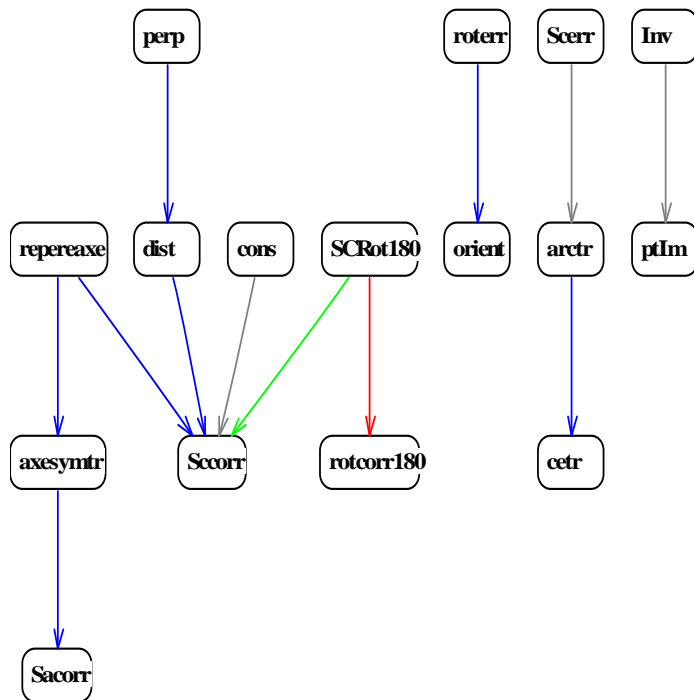 perp
roterr
Scerr
Inv
repereaxe
dist
cons
SCRot180
orient
arctr
ptIm
axesymtr
Sccorr
rotcorr180
cetr
Sacorr